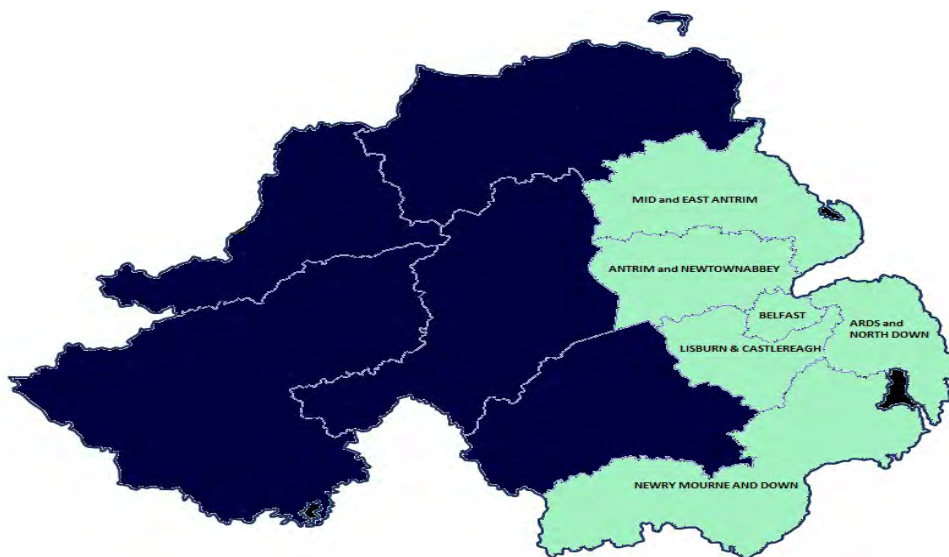 MID and EAST ANTRIM
ANTRIM and NEWTOWNABBEY
BELFAST
ARDS and
NORTH DOWN
LISBURN & CASTLEREAGH
NEWRY MOURNE AND DOWN